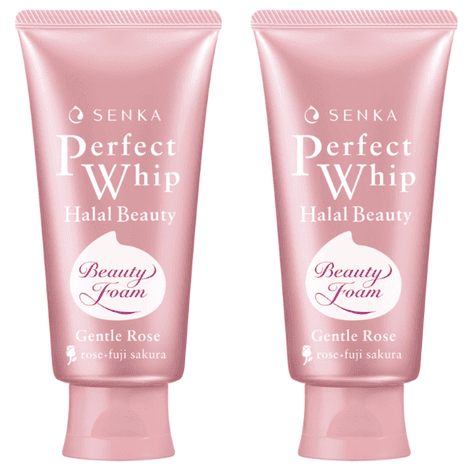 SENKA
Perfect
Whip
Halal Beauty
Beauty
Foam
Gentle Rose
rose+fuji sakura
SENKA
Perfect
Whip
Halal Beauty
Beauty
Foam
Gentle Rose
rose+fuji sakura